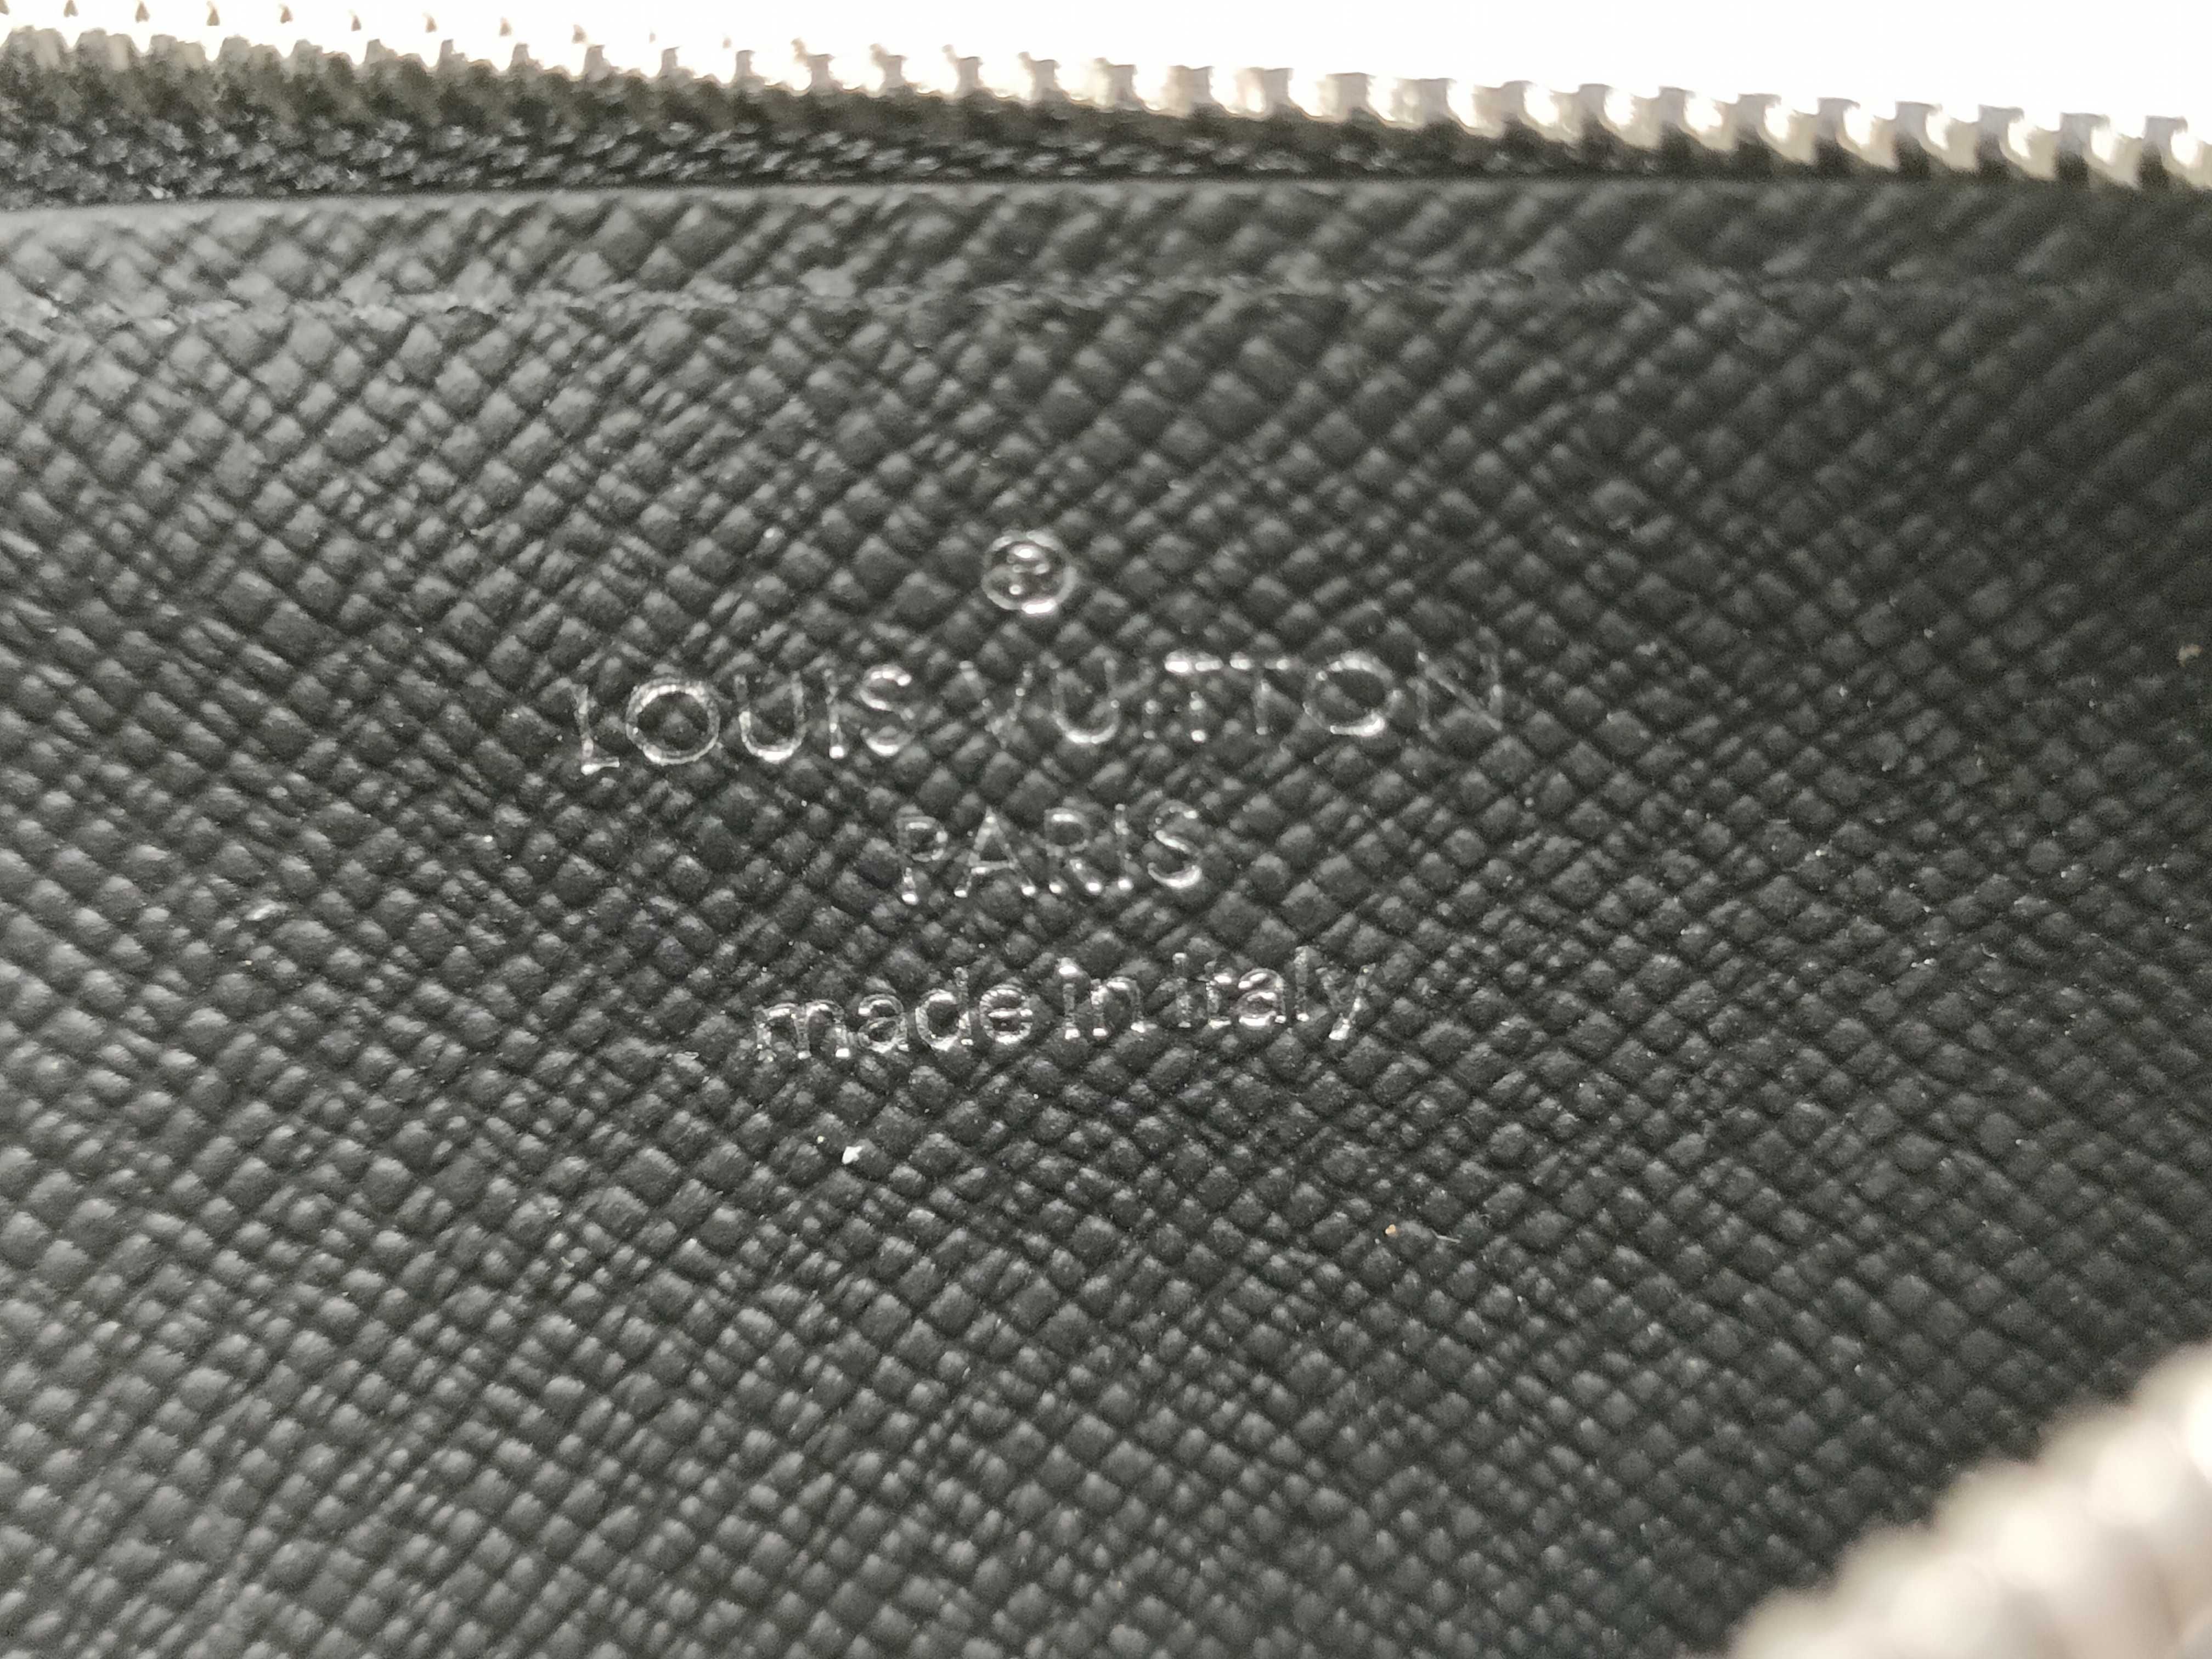 ®
LOUIS VUITTON
PARIS
made in italy